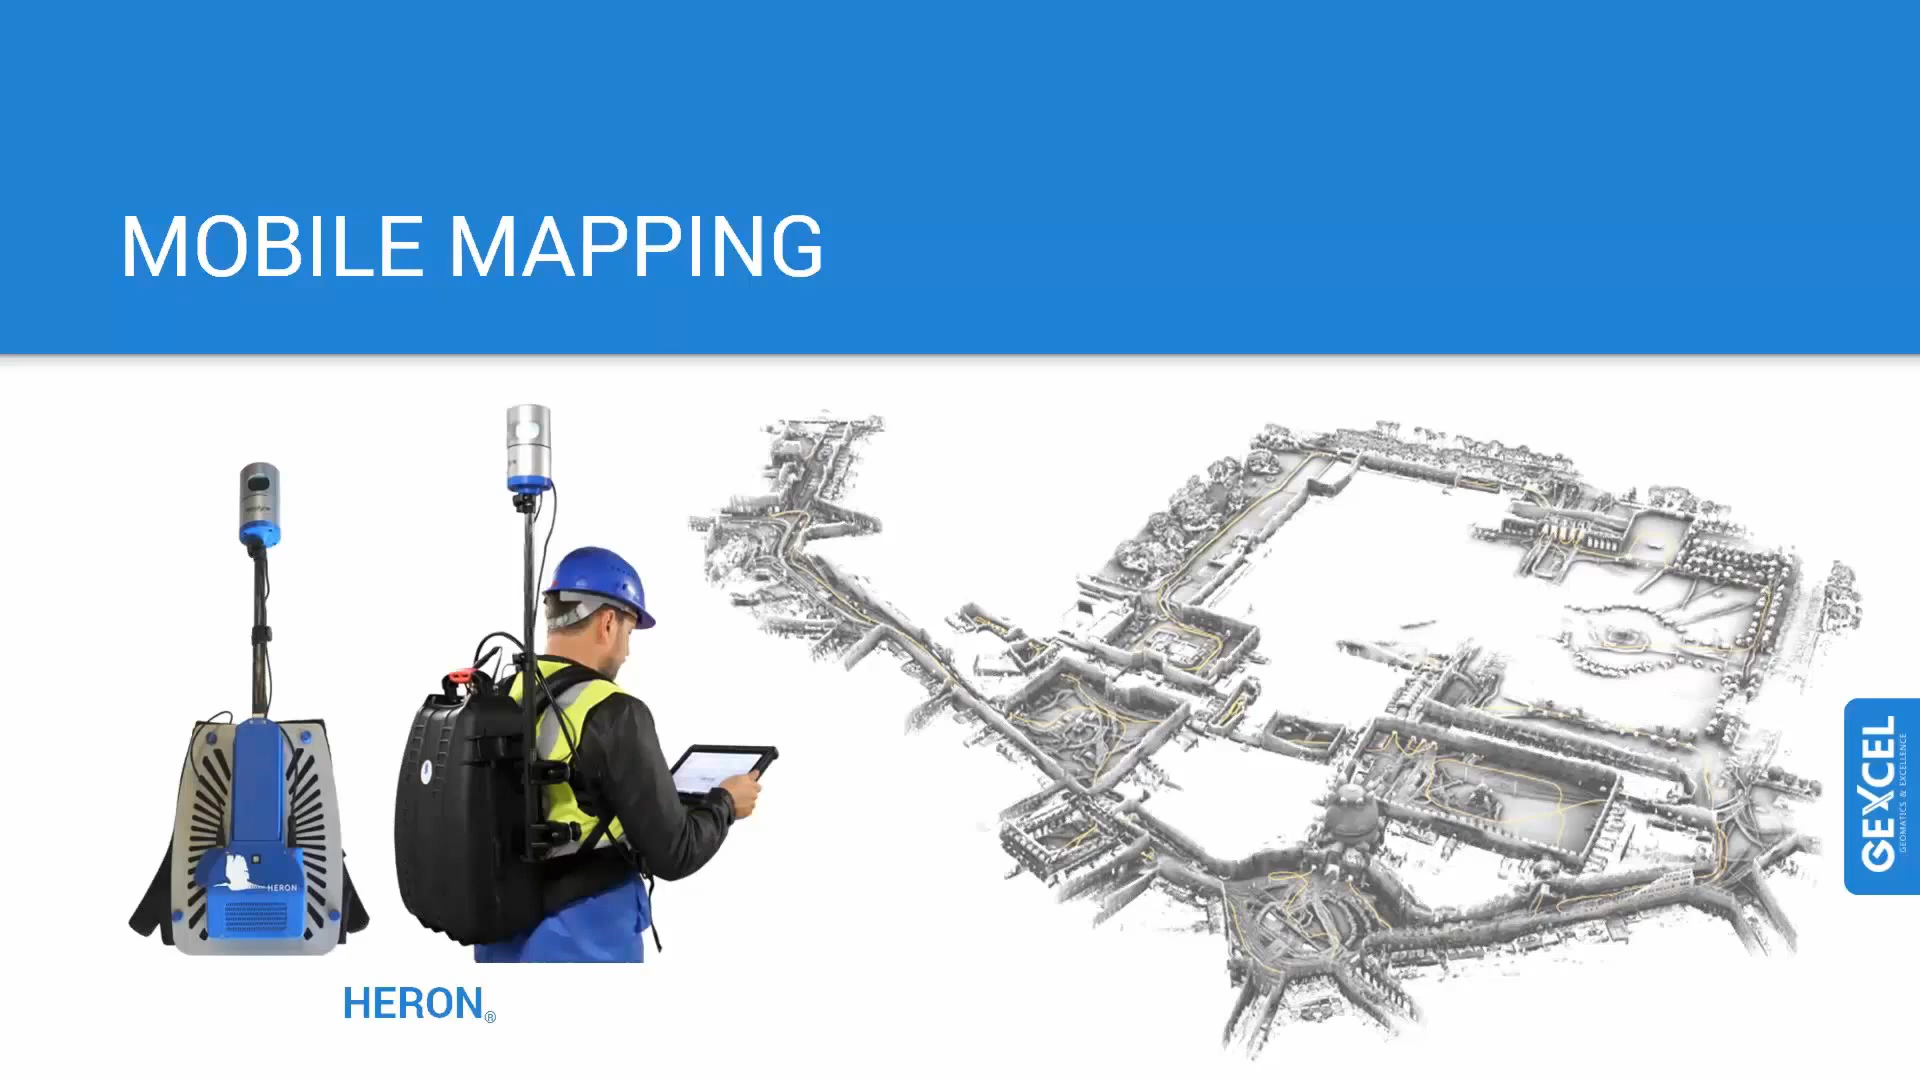 MOBILE MAPPING
HERON
HERON®
GEXCEL
GEOMATICS & EXCELLENCE